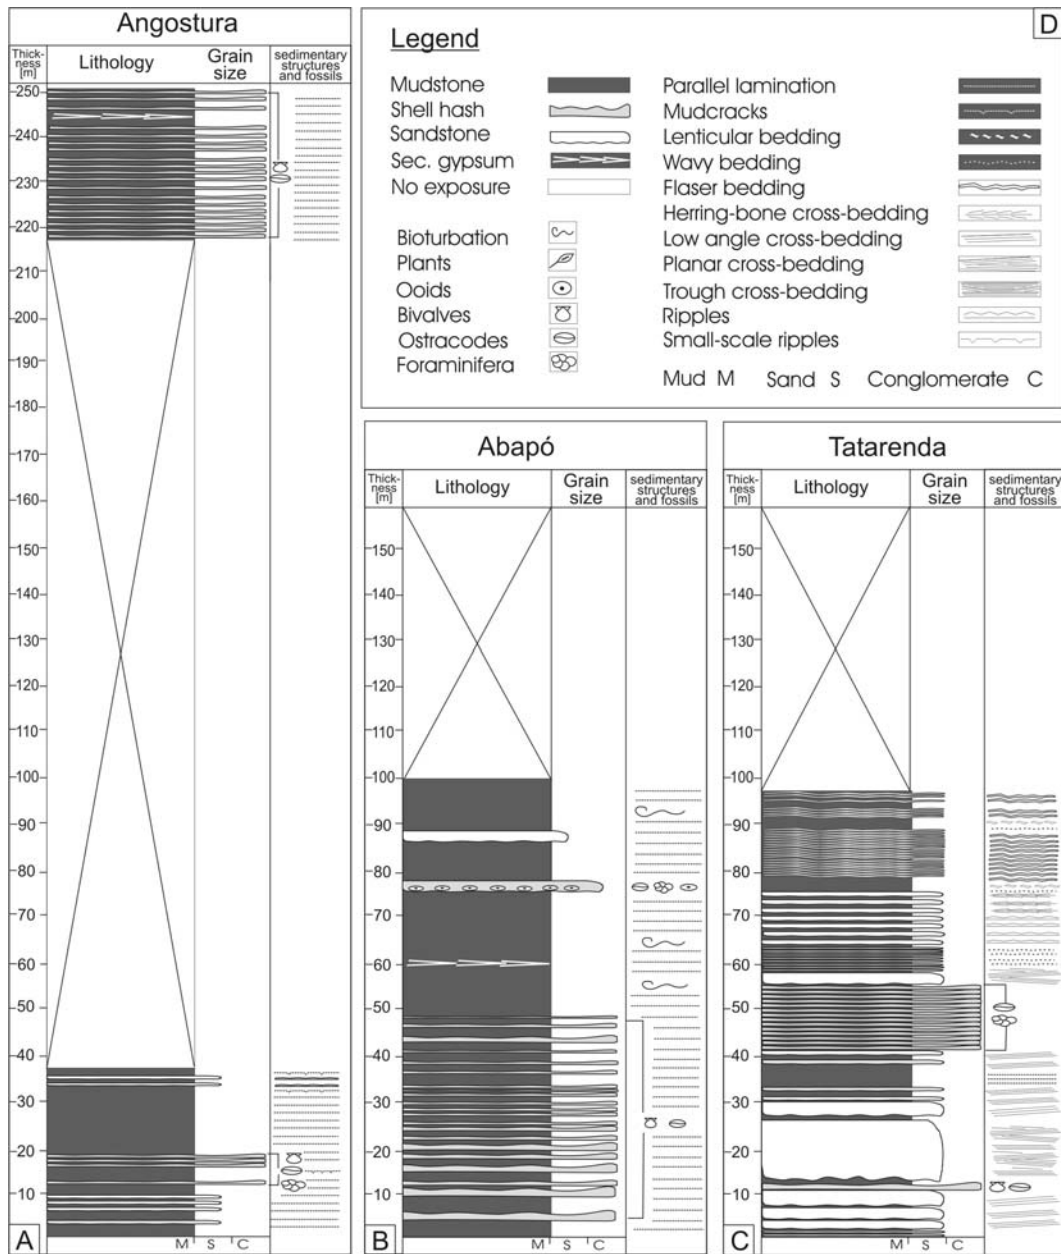 Angostura
Thick-
ness
[m]
Lithology
Grain
size
sedimentary
structures
and fossils
250
240
230
220
210
200
190
180
170
160
150
140
130
120
110
100
90
80
70
60
50
40
30
20
10
A
M S C
D
Legend
Mudstone
Shell hash
Sandstone
Sec. gypsum
No exposure
Bioturbation
Plants
Ooids
Bivalves
Ostracodes
Foraminifera
Parallel lamination
Mudcracks
Lenticular bedding
Wavy bedding
Flaser bedding
Herring-bone cross-bedding
Low angle cross-bedding
Planar cross-bedding
Trough cross-bedding
Ripples
Small-scale ripples
Mud M Sand S Conglomerate C
Abapó
Thick-
ness
[m]
Lithology
Grain
size
sedimentary
structures
and fossils
150
140
130
120
110
100
90
80
70
60
50
40
30
20
10
B
M S C
Tatarenda
Thick-
ness
[m]
Lithology
Grain
size
sedimentary
structures
and fossils
150
140
130
120
110
100
90
80
70
60
50
40
30
20
10
C
M S C